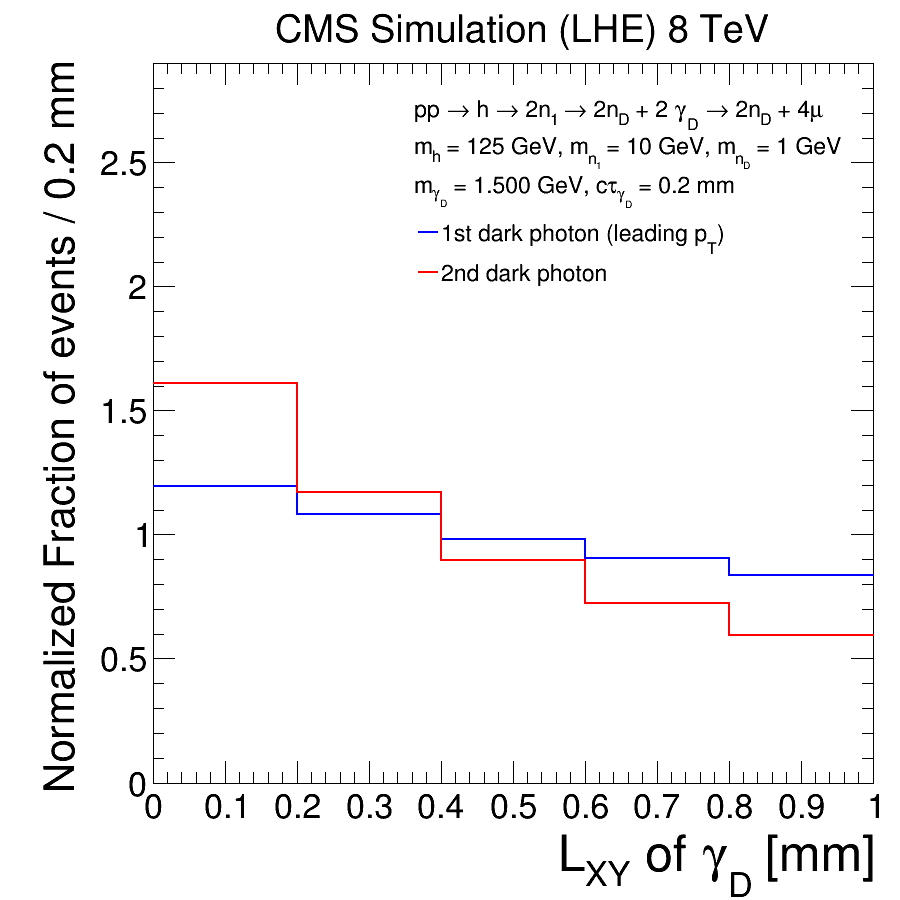 CMS Simulation (LHE) 8 TeV
Normalized Fraction of events / 0.2 mm
pp → h → 2n1 → 2nD + 2 γD → 2nD + 4μ
mh = 125 GeV, mn1 = 10 GeV, mnD = 1 GeV
mγD = 1.500 GeV, cτγD = 0.2 mm
1st dark photon (leading pT)
2nd dark photon
2.5
2
1.5
1
0.5
0
0 0.1 0.2 0.3 0.4 0.5 0.6 0.7 0.8 0.9 1
LXY of γD [mm]